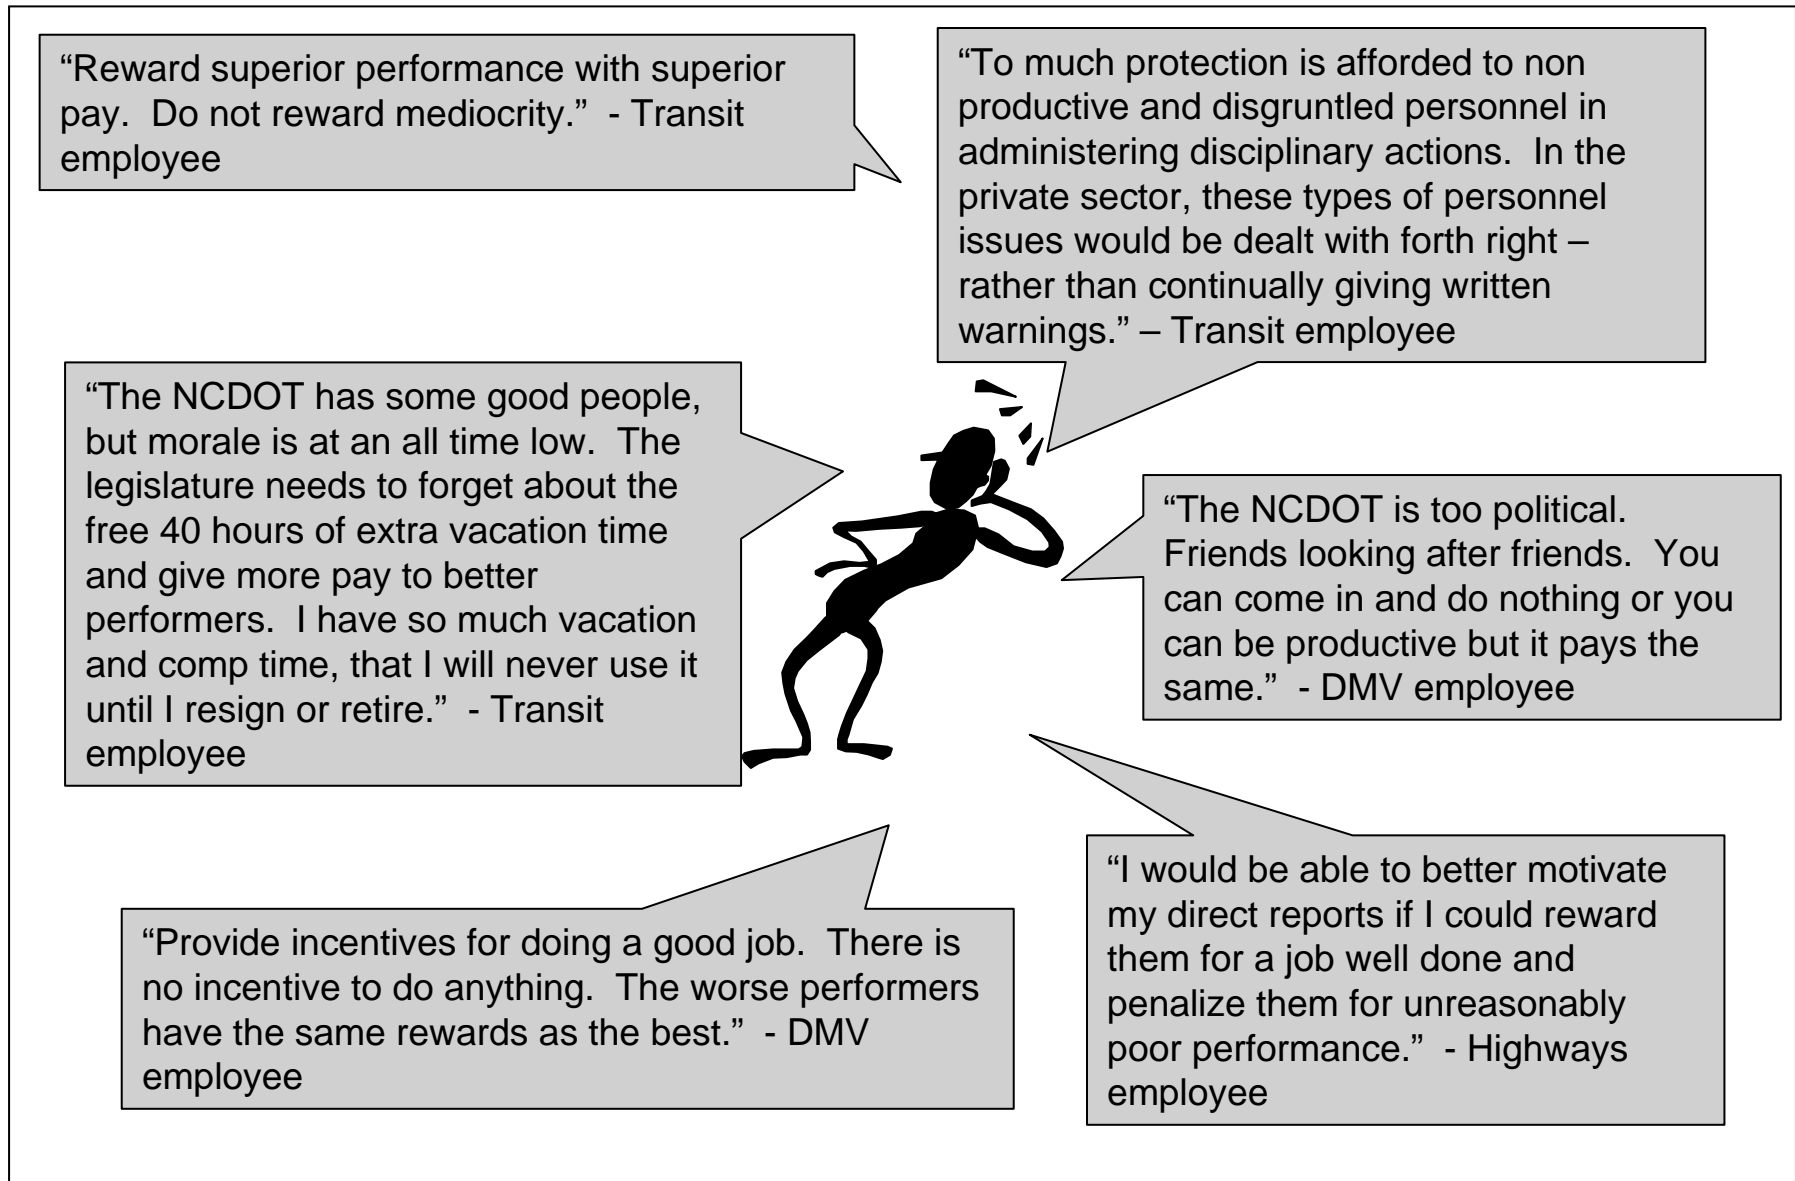 “Reward superior performance with superior
pay.  Do not reward mediocrity.”  - Transit
employee
“To much protection is afforded to non
productive and disgruntled personnel in
administering disciplinary actions.  In the
private sector, these types of personnel
issues would be dealt with forth right –
rather than continually giving written
warnings.” – Transit employee
“The NCDOT has some good people,
but morale is at an all time low.  The
legislature needs to forget about the
free 40 hours of extra vacation time
and give more pay to better
performers.  I have so much vacation
and comp time, that I will never use it
until I resign or retire.”  - Transit
employee
“The NCDOT is too political.
Friends looking after friends.  You
can come in and do nothing or you
can be productive but it pays the
same.”  - DMV employee
“Provide incentives for doing a good job.  There is
no incentive to do anything.  The worse performers
have the same rewards as the best.”  - DMV
employee
“I would be able to better motivate
my direct reports if I could reward
them for a job well done and
penalize them for unreasonably
poor performance.”  - Highways
employee